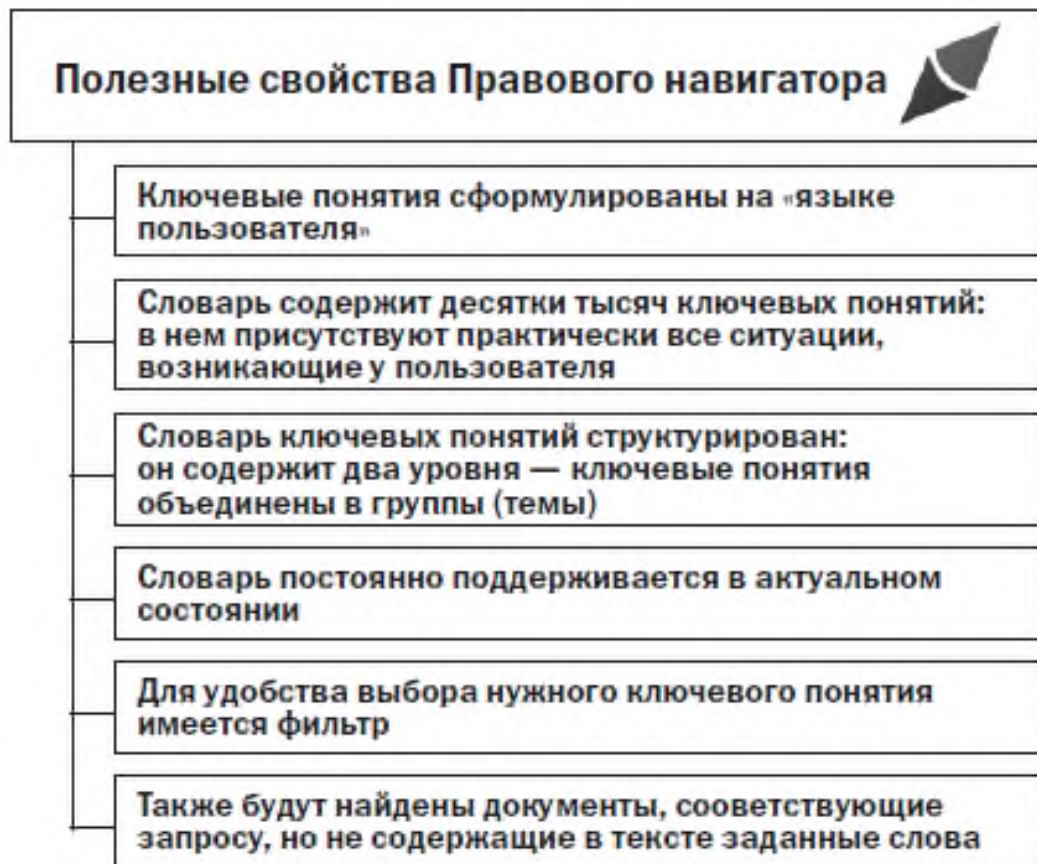 Полезные свойства Правового навигатора
Ключевые понятия сформулированы на «языке
пользователя»
Словарь содержит десятки тысяч ключевых понятий:
в нем присутствуют практически все ситуации,
возникающие у пользователя
Словарь ключевых понятий структурирован:
он содержит два уровня — ключевые понятия
объединены в группы (темы)
Словарь постоянно поддерживается в актуальном
состоянии
Для удобства выбора нужного ключевого понятия
имеется фильтр
Также будут найдены документы, сооветствующие
запросу, но не содержащие в тексте заданные слова